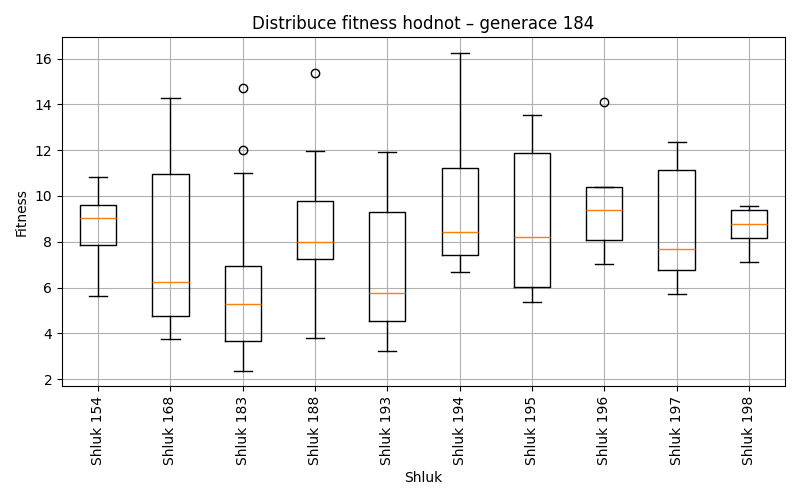 Distribuce fitness hodnot – generace 184
Fitness
16
14
12
10
8
6
4
2
Shluk 154
Shluk 168
Shluk 183
Shluk 188
Shluk 193
Shluk 194
Shluk 195
Shluk 196
Shluk 197
Shluk 198
Shluk